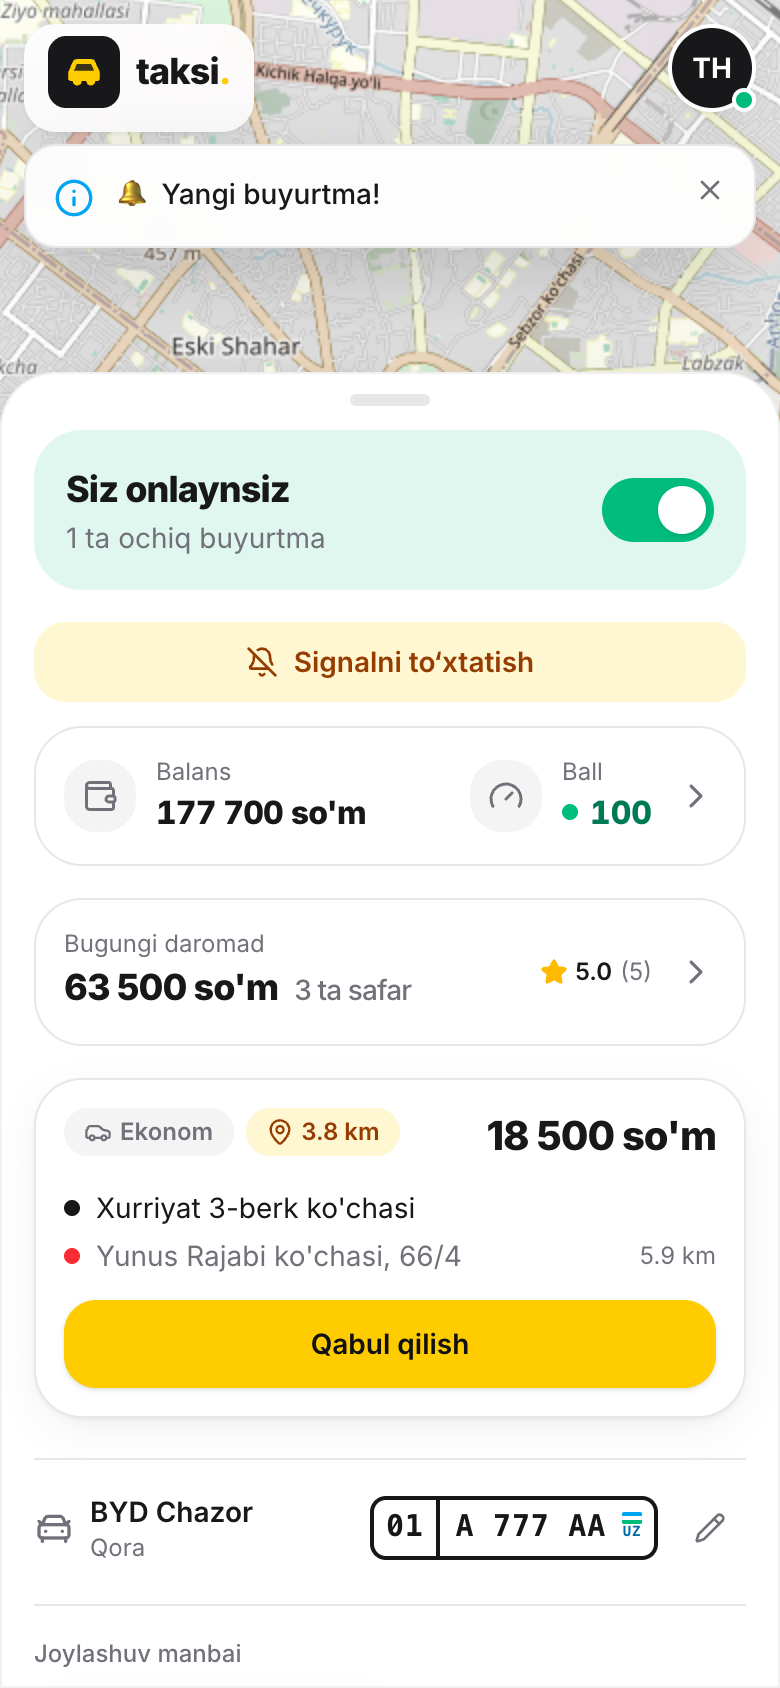 Ziyo mahallasi
taksi.
Kichik Halqa yo'li
TH
🔔 Yangi buyurtma!
457 m
Sebzor ko'chasi
Eski Shahar
Labzak
kcha
Siz onlaynsiz
1 ta ochiq buyurtma
Signalni to‘xtatish
Balans
177 700 so'm
Ball
100
Bugungi daromad
63 500 so'm 3 ta safar
5.0 (5)
Ekonom 3.8 km 18 500 so'm
Xurriyat 3-berk ko'chasi
Yunus Rajabi ko'chasi, 66/4 5.9 km
Qabul qilish
BYD Chazor
Qora
01 A 777 AA UZ
Joylashuv manbai